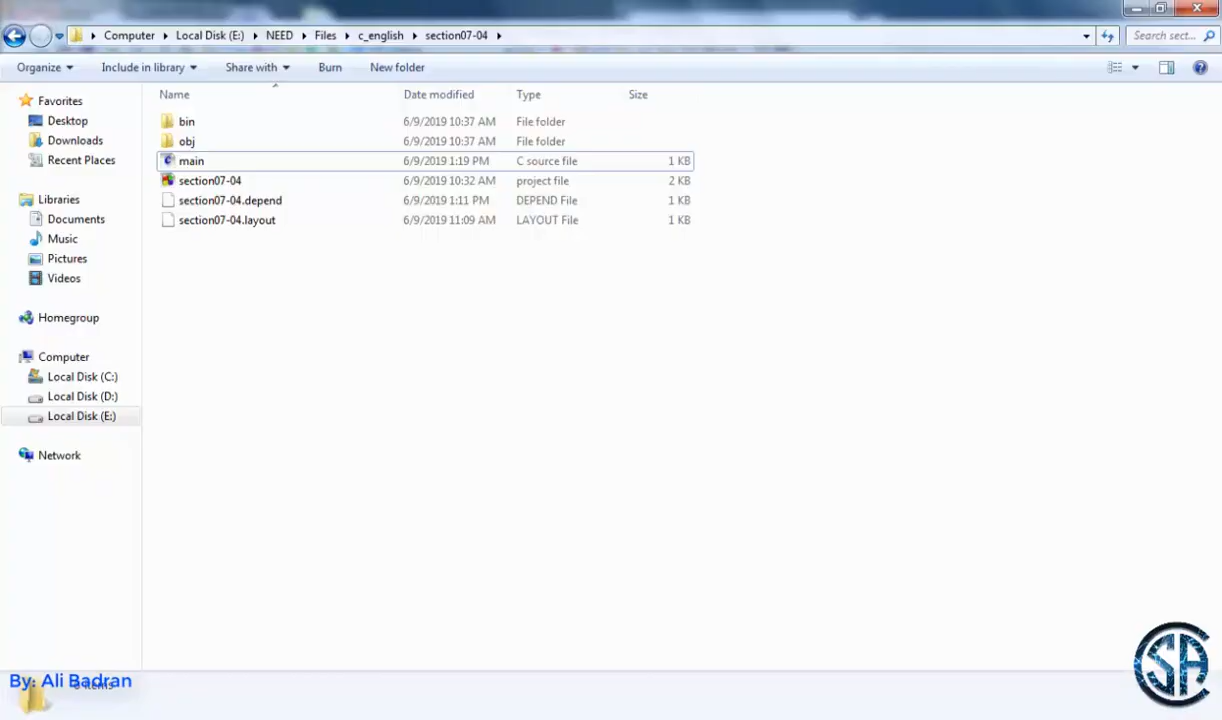 Computer Local Disk (E:) NEED Files c_english section07-04 Search sect...
Organize Include in library Share with Burn New folder
Name Date modified Type Size
Favorites
Desktop
Downloads
Recent Places
Libraries
Documents
Music
Pictures
Videos
Homegroup
Computer
Local Disk (C:)
Local Disk (D:)
Local Disk (E:)
Network
bin 6/9/2019 10:37 AM File folder
obj 6/9/2019 10:37 AM File folder
main 6/9/2019 1:19 PM C source file 1 KB
section07-04 6/9/2019 10:32 AM project file 2 KB
section07-04.depend 6/9/2019 1:11 PM DEPEND File 1 KB
section07-04.layout 6/9/2019 11:09 AM LAYOUT File 1 KB
By: Ali Badran